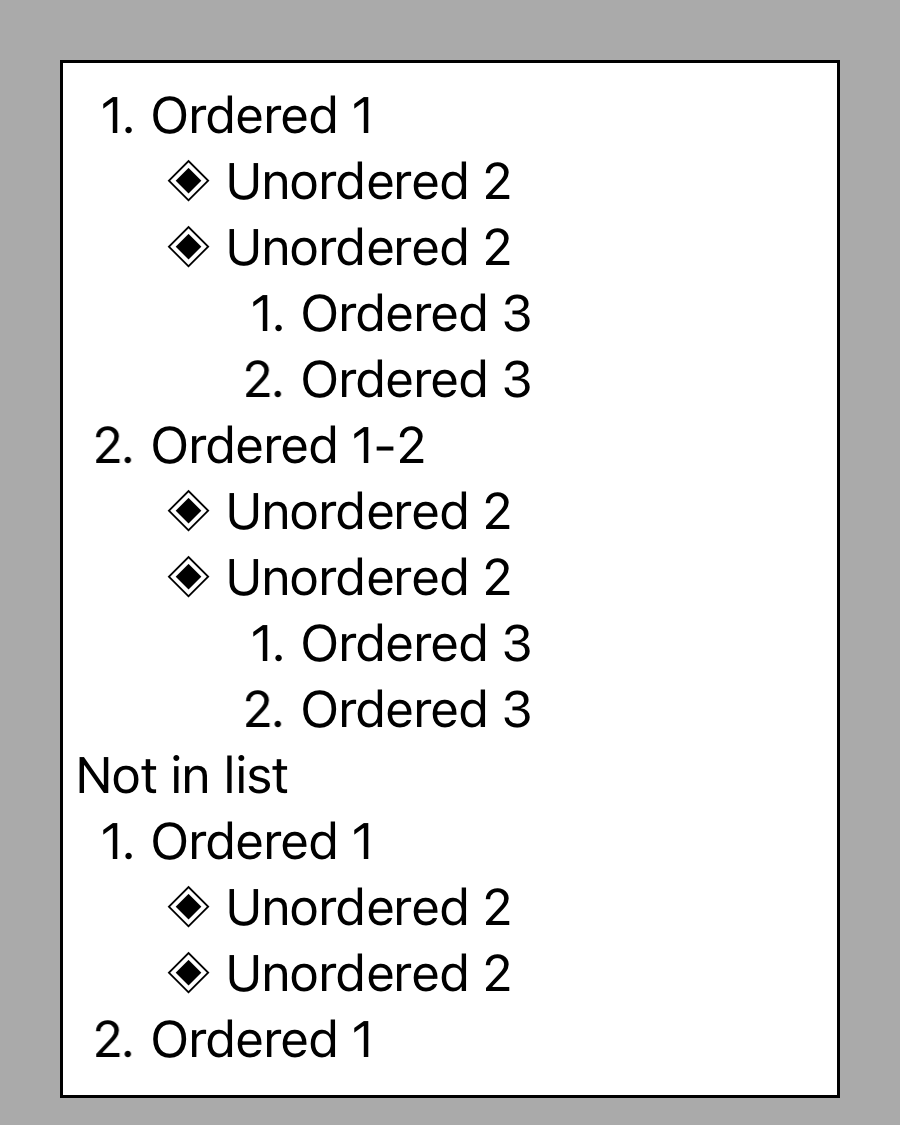 1. Ordered 1
◈ Unordered 2
◈ Unordered 2
1. Ordered 3
2. Ordered 3
2. Ordered 1-2
◈ Unordered 2
◈ Unordered 2
1. Ordered 3
2. Ordered 3
Not in list
1. Ordered 1
◈ Unordered 2
◈ Unordered 2
2. Ordered 1